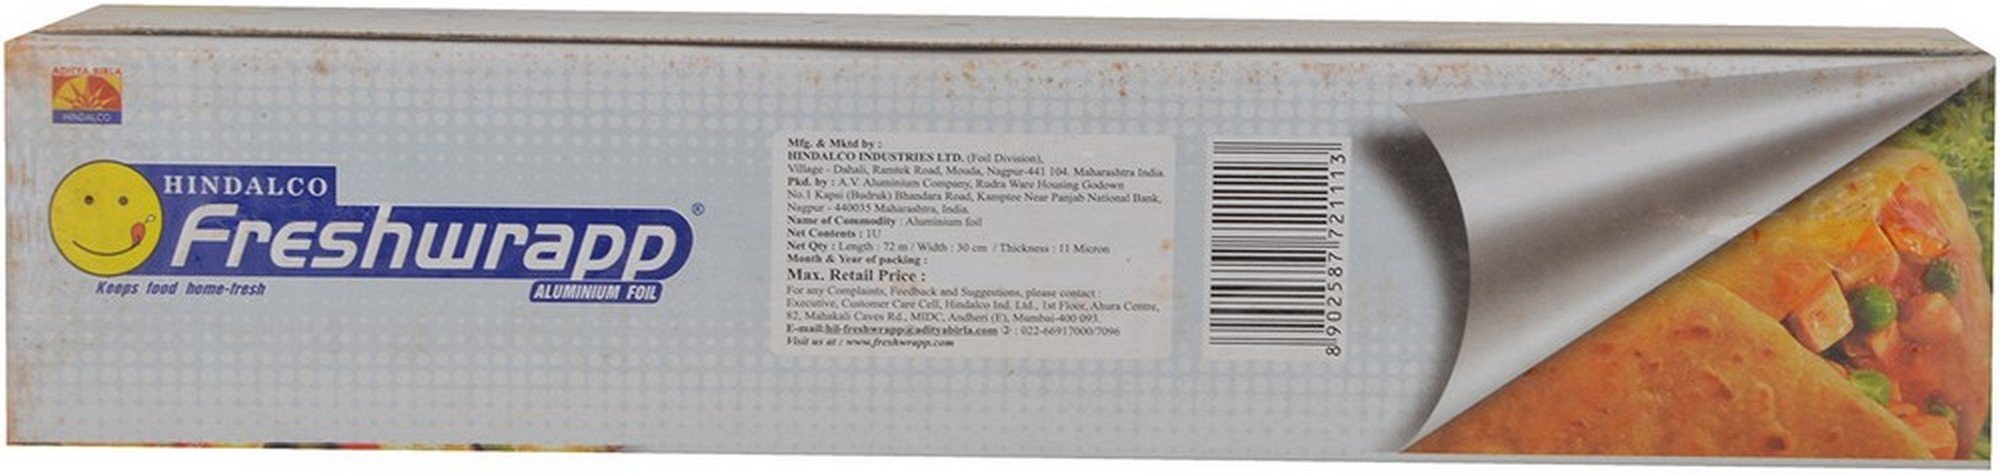 ADITYA BIRLA
HINDALCO
HINDALCO
Freshwrapp®
Keeps food home-fresh
ALUMINIUM FOIL
Mfg. & Mktd by :
HINDALCO INDUSTRIES LTD. (Foil Division),
Village - Dahali, Ramtek Road, Mouda, Nagpur-441 104. Maharashtra India.
Pkd. by : A.V. Aluminium Company, Rudra Ware Housing Godown
No.1 Kapsi (Budruk) Bhandara Road, Kamptee Near Panjab National Bank,
Nagpur - 440035 Maharashtra, India.
Name of Commodity : Aluminium foil
Net Contents : 1U
Net Qty : Length : 72 m / Width : 30 cm / Thickness : 11 Micron
Month & Year of packing :
Max. Retail Price :
For any Complaints, Feedback and Suggestions, please contact :
Executive, Customer Care Cell, Hindalco Ind. Ltd., 1st Floor, Ahura Centre,
82, Mahakali Caves Rd., MIDC, Andheri (E), Mumbai-400 093.
E-mail:hil-freshwrapp@adityabirla.com ✆ : 022-66917000/7096
Visit us at : www.freshwrapp.com
8 902587 721113